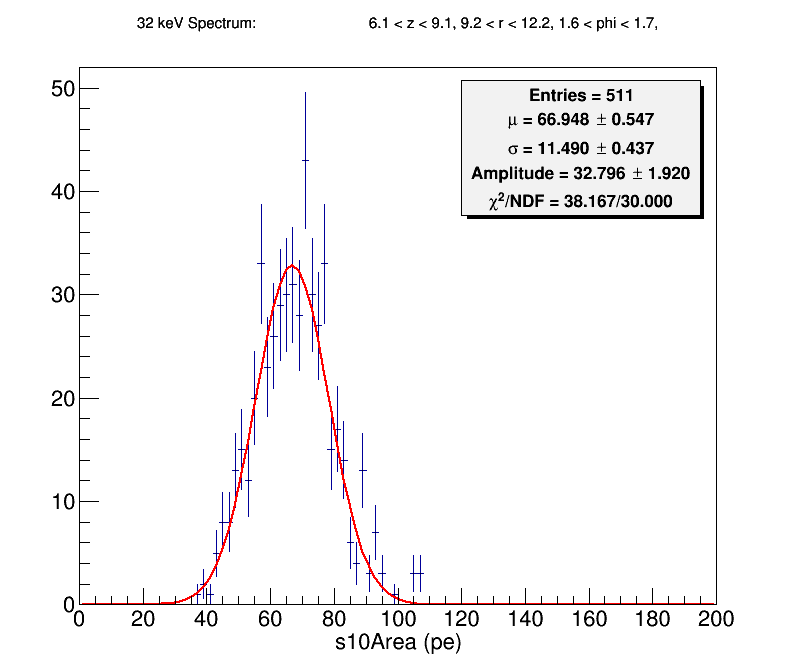 32 keV Spectrum: 6.1 < z < 9.1, 9.2 < r < 12.2, 1.6 < phi < 1.7,
Entries = 511
μ = 66.948 ± 0.547
σ = 11.490 ± 0.437
Amplitude = 32.796 ± 1.920
χ²/NDF = 38.167/30.000
50
40
30
20
10
0
0 20 40 60 80 100 120 140 160 180 200
s10Area (pe)